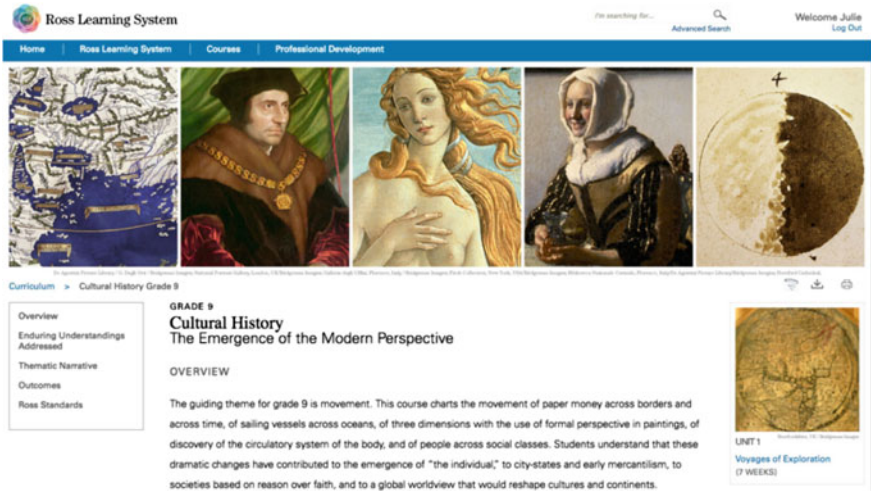 Ross Learning System
I'm searching for...
Advanced Search
Welcome Julie
Log Out
Home | Ross Learning System | Courses | Professional Development
4
Curriculum > Cultural History Grade 9
Overview
Enduring Understandings
Addressed
Thematic Narrative
Outcomes
Ross Standards
GRADE 9
Cultural History
The Emergence of the Modern Perspective
OVERVIEW
The guiding theme for grade 9 is movement. This course charts the movement of paper money across borders and
across time, of sailing vessels across oceans, of three dimensions with the use of formal perspective in paintings, of
discovery of the circulatory system of the body, and of people across social classes. Students understand that these
dramatic changes have contributed to the emergence of "the individual," to city-states and early mercantilism, to
societies based on reason over faith, and to a global worldview that would reshape cultures and continents.
UNIT 1
Voyages of Exploration
(7 WEEKS)